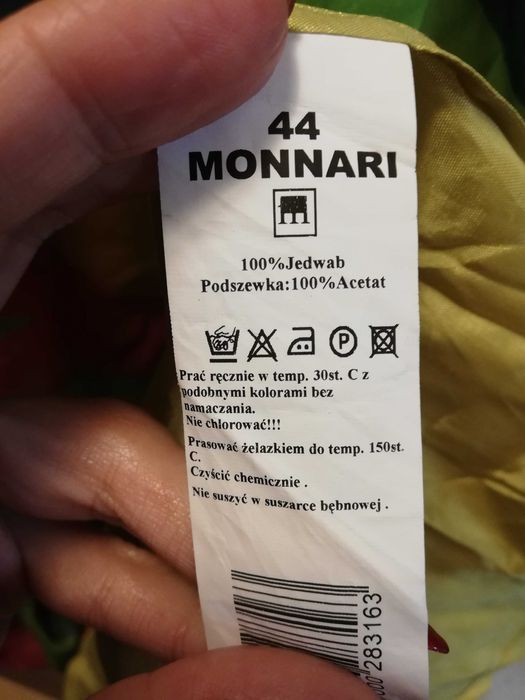 44
MONNARI
100%Jedwab
Podszewka:100%Acetat
P
Prać ręcznie w temp. 30st. C z
podobnymi kolorami bez
namaczania.
Nie chlorować!!!
Prasować żelazkiem do temp. 150st.
C.
Czyścić chemicznie .
Nie suszyć w suszarce bębnowej .
283163